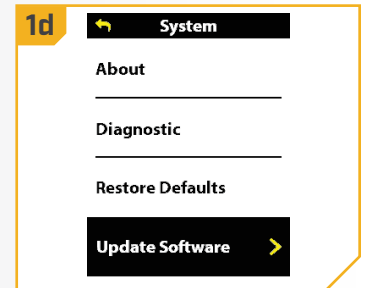 1d
System
About
Diagnostic
Restore Defaults
Update Software